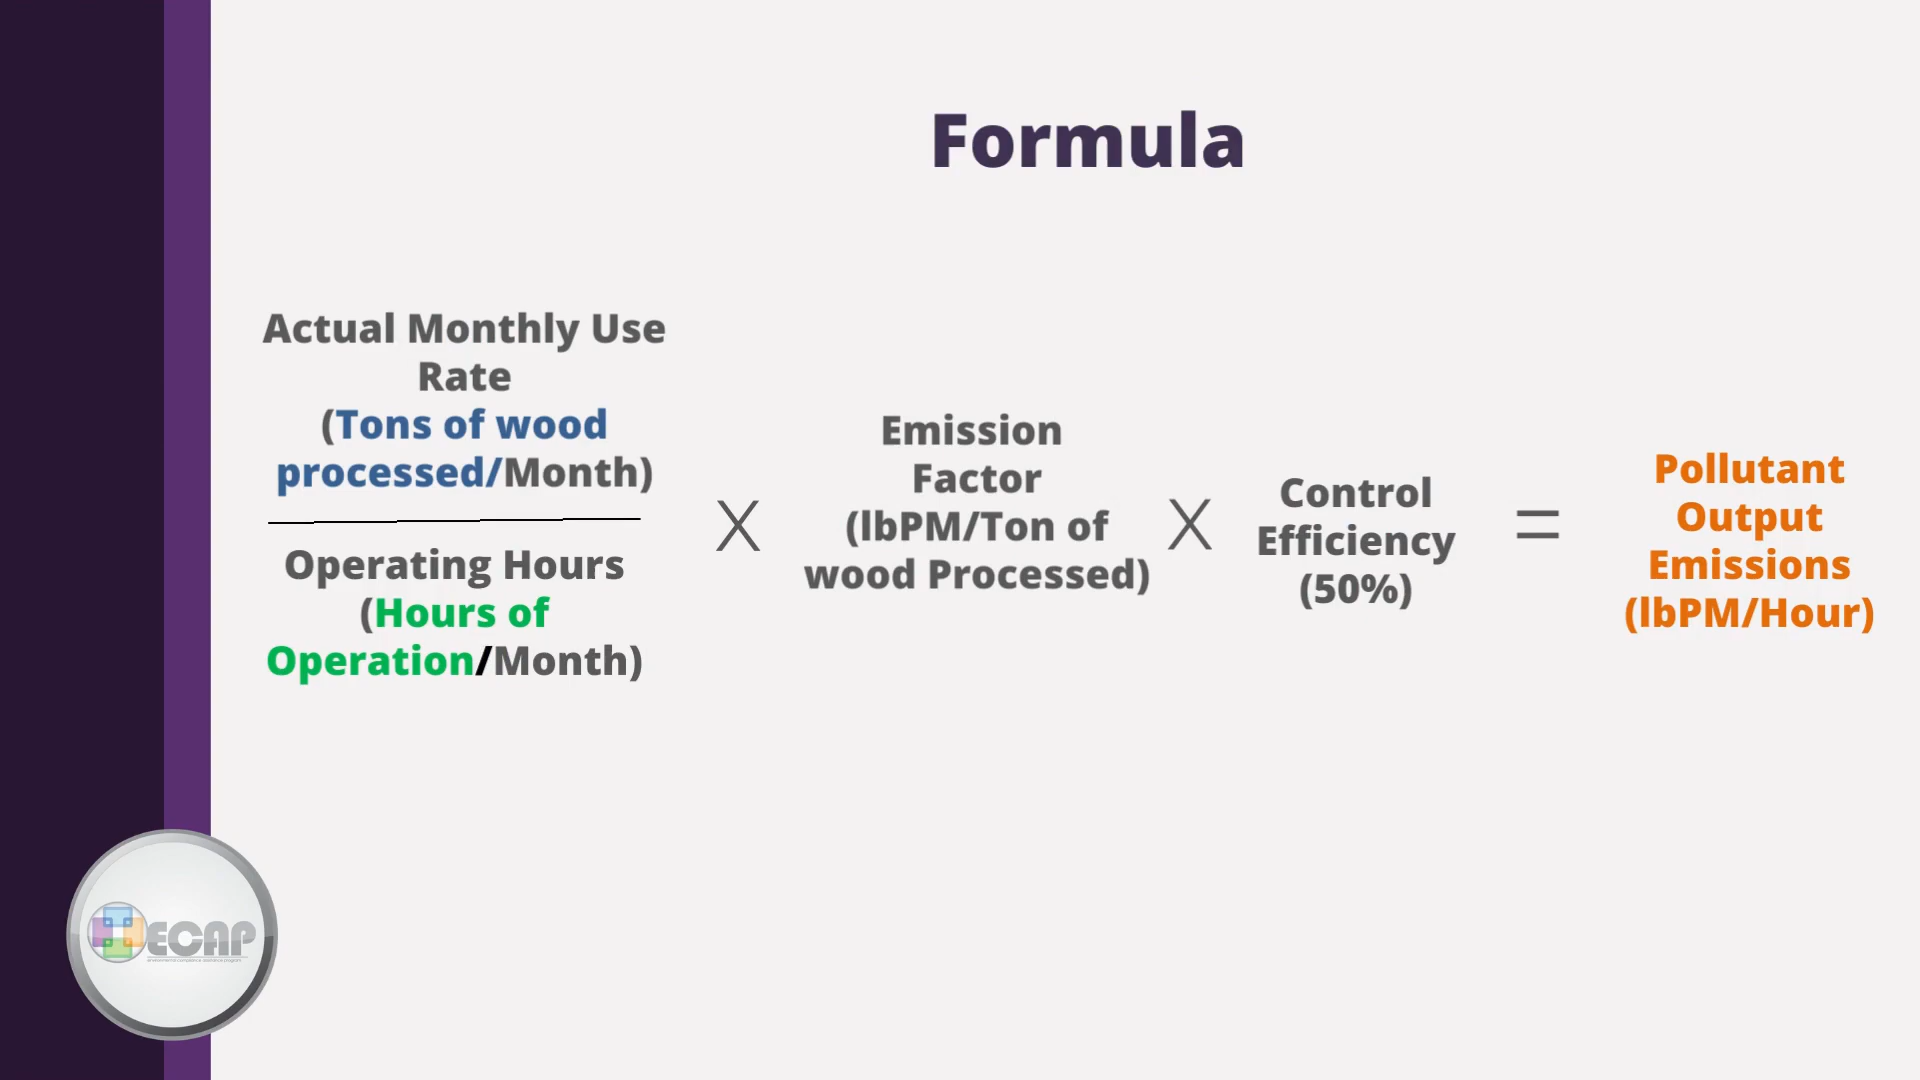 Formula
Actual Monthly Use
Rate
(Tons of wood
processed/Month)
Operating Hours
(Hours of
Operation/Month)
X
Emission
Factor
(lbPM/Ton of
wood Processed)
X
Control
Efficiency
(50%)
=
Pollutant
Output
Emissions
(lbPM/Hour)
ECAP